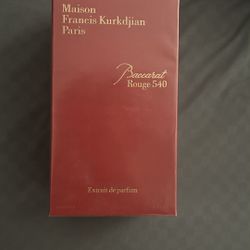 Maison
Francis Kurkdjian
Paris
Baccarat
Rouge 540
Extrait de parfum